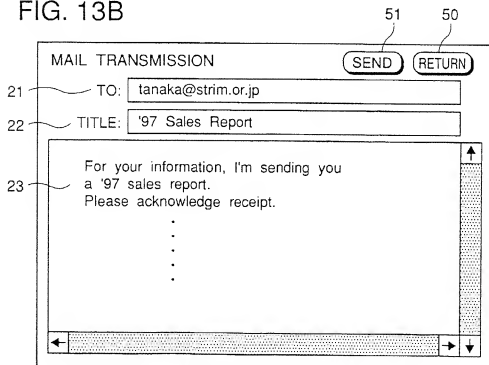 FIG. 13B
51 50
MAIL TRANSMISSION SEND RETURN
21 TO: tanaka@strim.or.jp
22 TITLE: '97 Sales Report
For your information, I'm sending you
23 a '97 sales report.
Please acknowledge receipt.